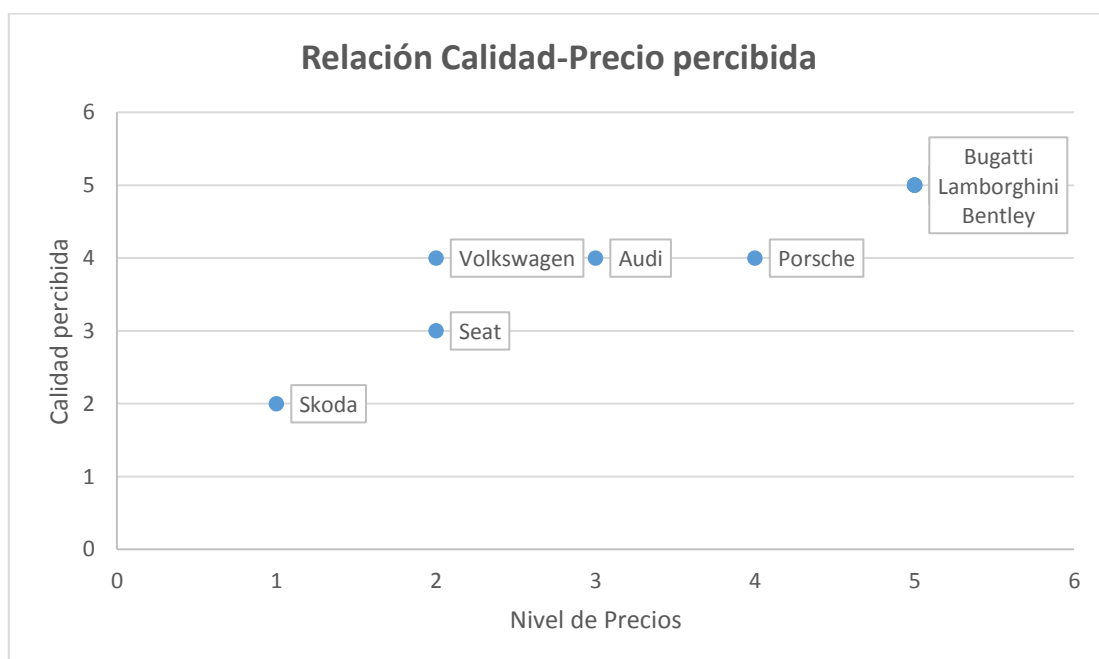 Relación Calidad-Precio percibida
6
5
4
3
2
1
0
Calidad percibida
Bugatti
Lamborghini
Bentley
Volkswagen
Audi
Porsche
Seat
Skoda
0 1 2 3 4 5 6
Nivel de Precios